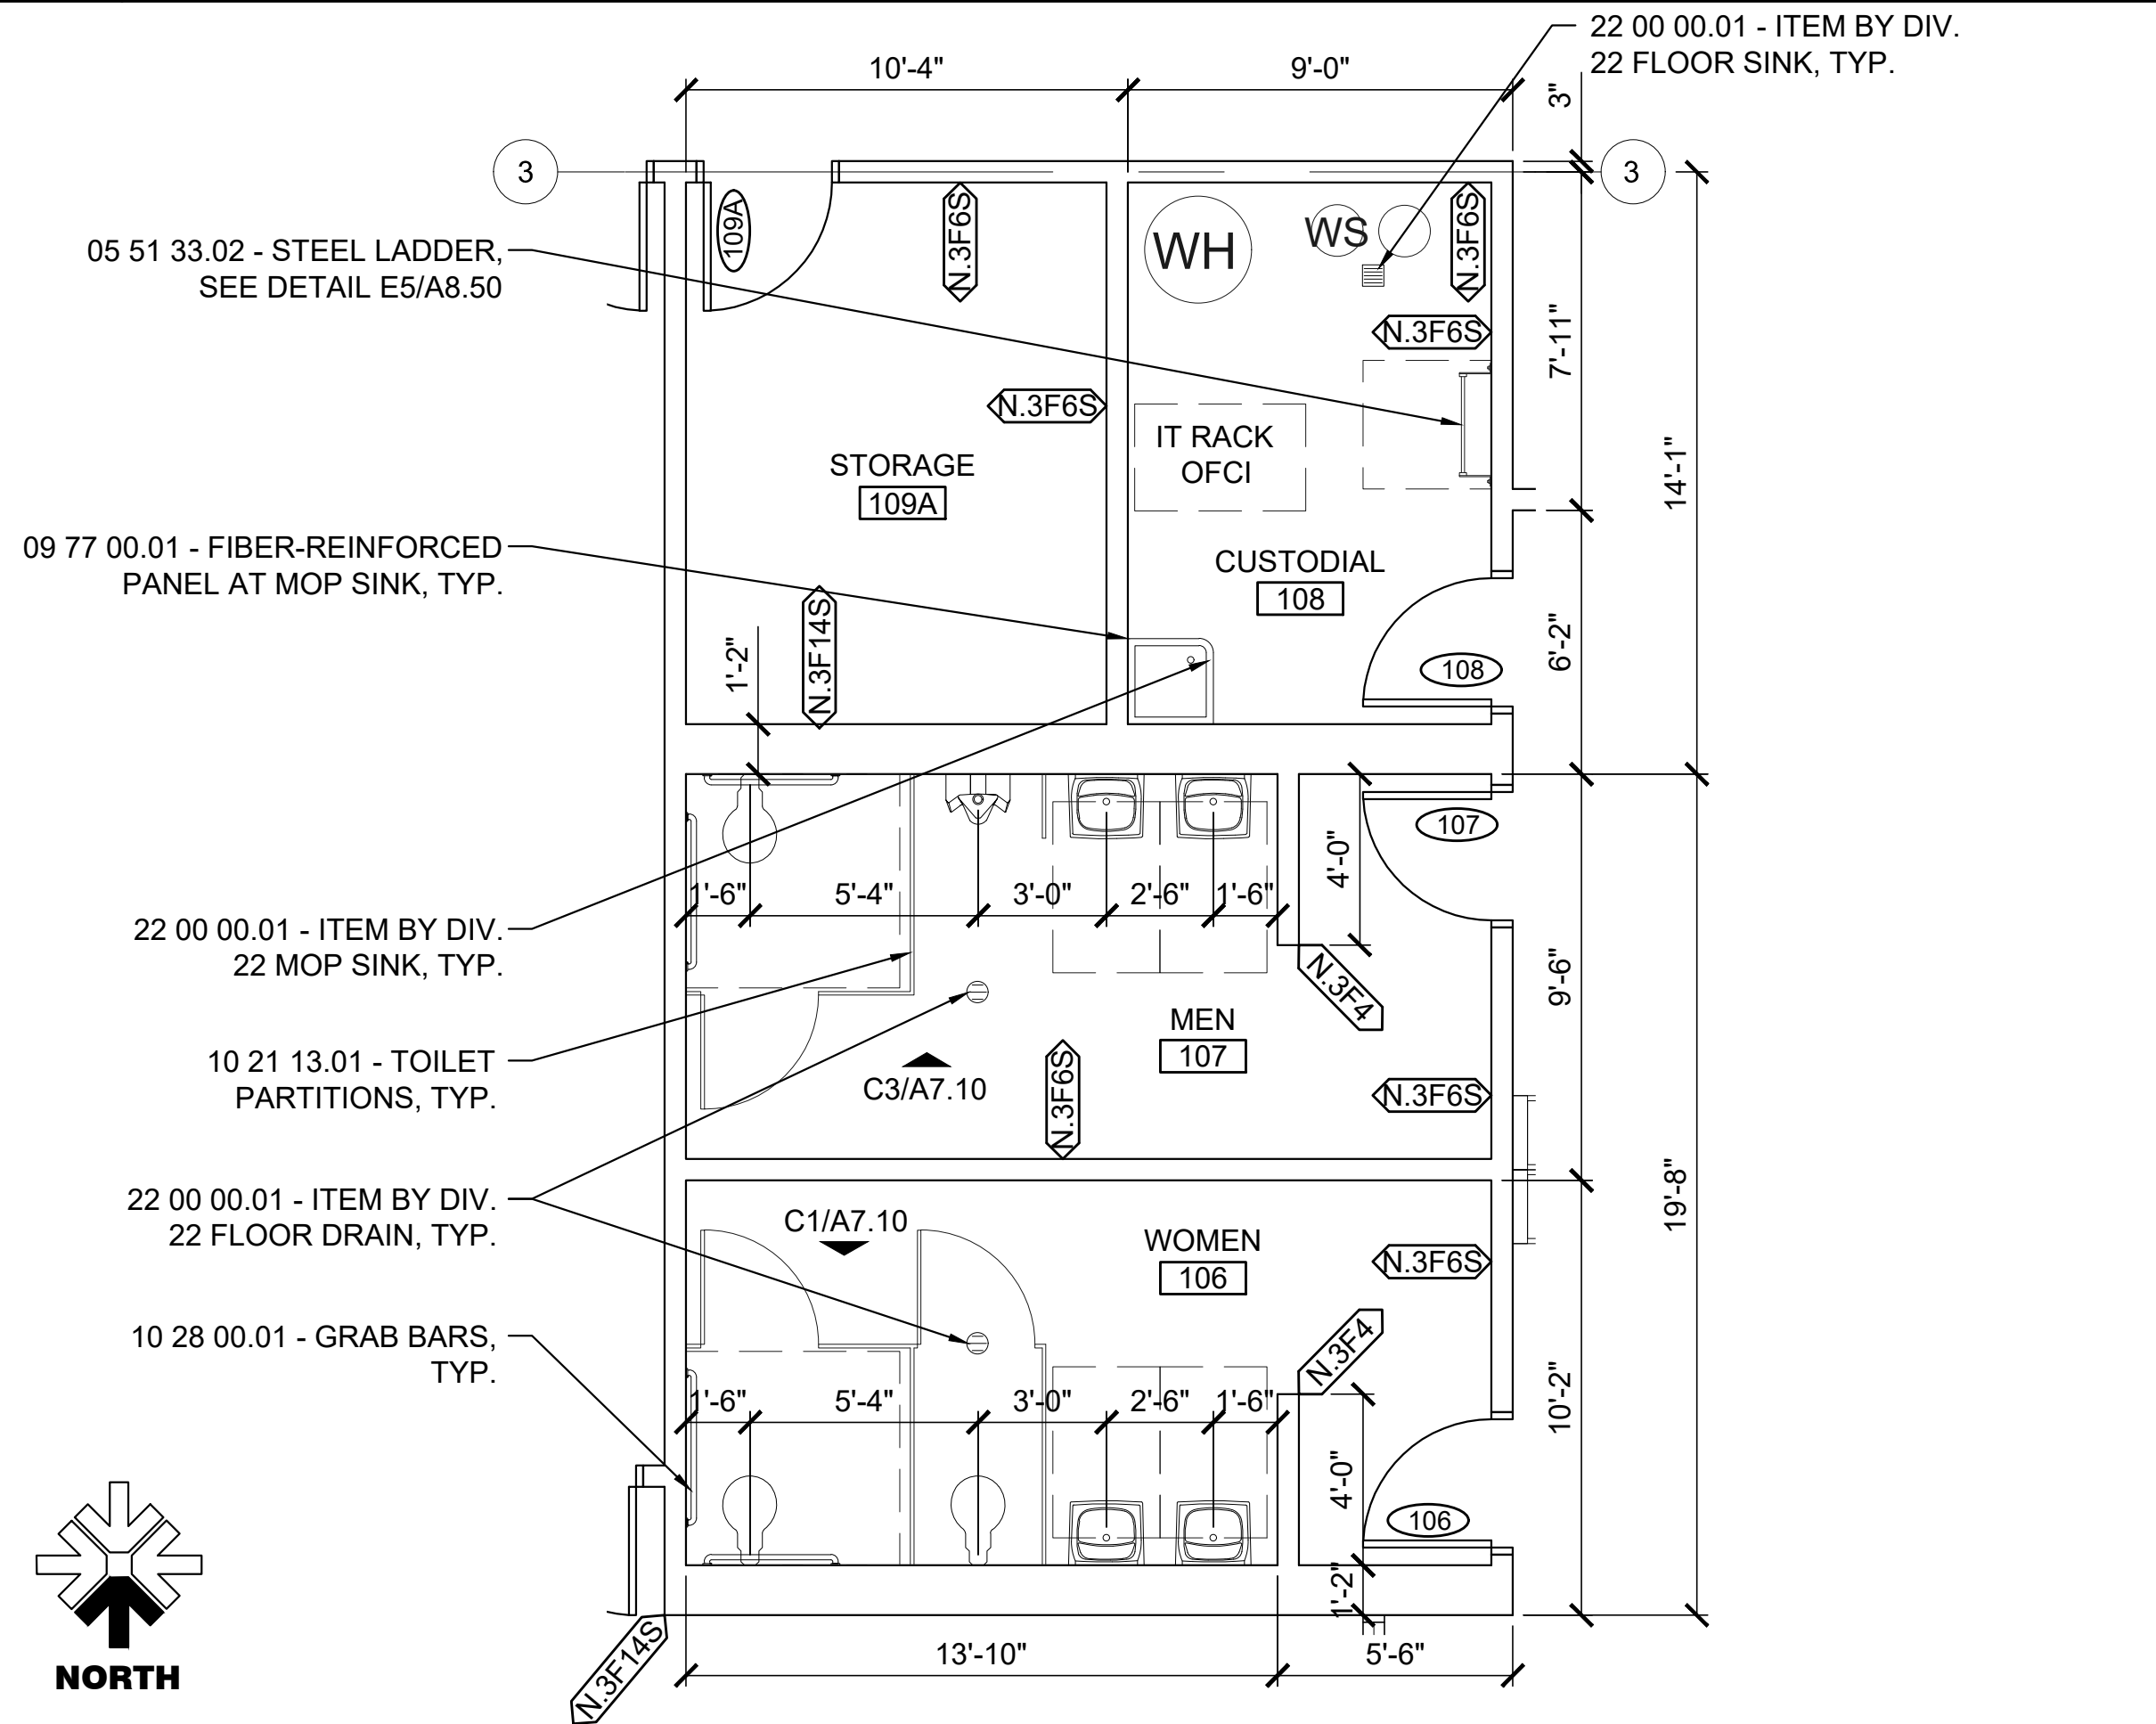 22 00 00.01 - ITEM BY DIV.
22 FLOOR SINK, TYP.
10'-4"
9'-0"
3"
3
3
109A
N.3F6S
WH
WS
N.3F6S
05 51 33.02 - STEEL LADDER,
SEE DETAIL E5/A8.50
N.3F6S
7'-11"
N.3F6S
IT RACK
OFCI
STORAGE
109A
14'-1"
09 77 00.01 - FIBER-REINFORCED
PANEL AT MOP SINK, TYP.
CUSTODIAL
108
N.3F14S
1'-2"
6'-2"
108
107
4'-0"
1'-6"
5'-4"
3'-0"
2'-6"
1'-6"
22 00 00.01 - ITEM BY DIV.
22 MOP SINK, TYP.
N.3F4
9'-6"
MEN
107
10 21 13.01 - TOILET
PARTITIONS, TYP.
C3/A7.10
N.3F6S
N.3F6S
22 00 00.01 - ITEM BY DIV.
22 FLOOR DRAIN, TYP.
19'-8"
C1/A7.10
WOMEN
106
N.3F6S
10 28 00.01 - GRAB BARS,
TYP.
N.3F4
1'-6"
5'-4"
3'-0"
2'-6"
1'-6"
10'-2"
4'-0"
106
1'-2"
N.3F14S
13'-10"
5'-6"
NORTH